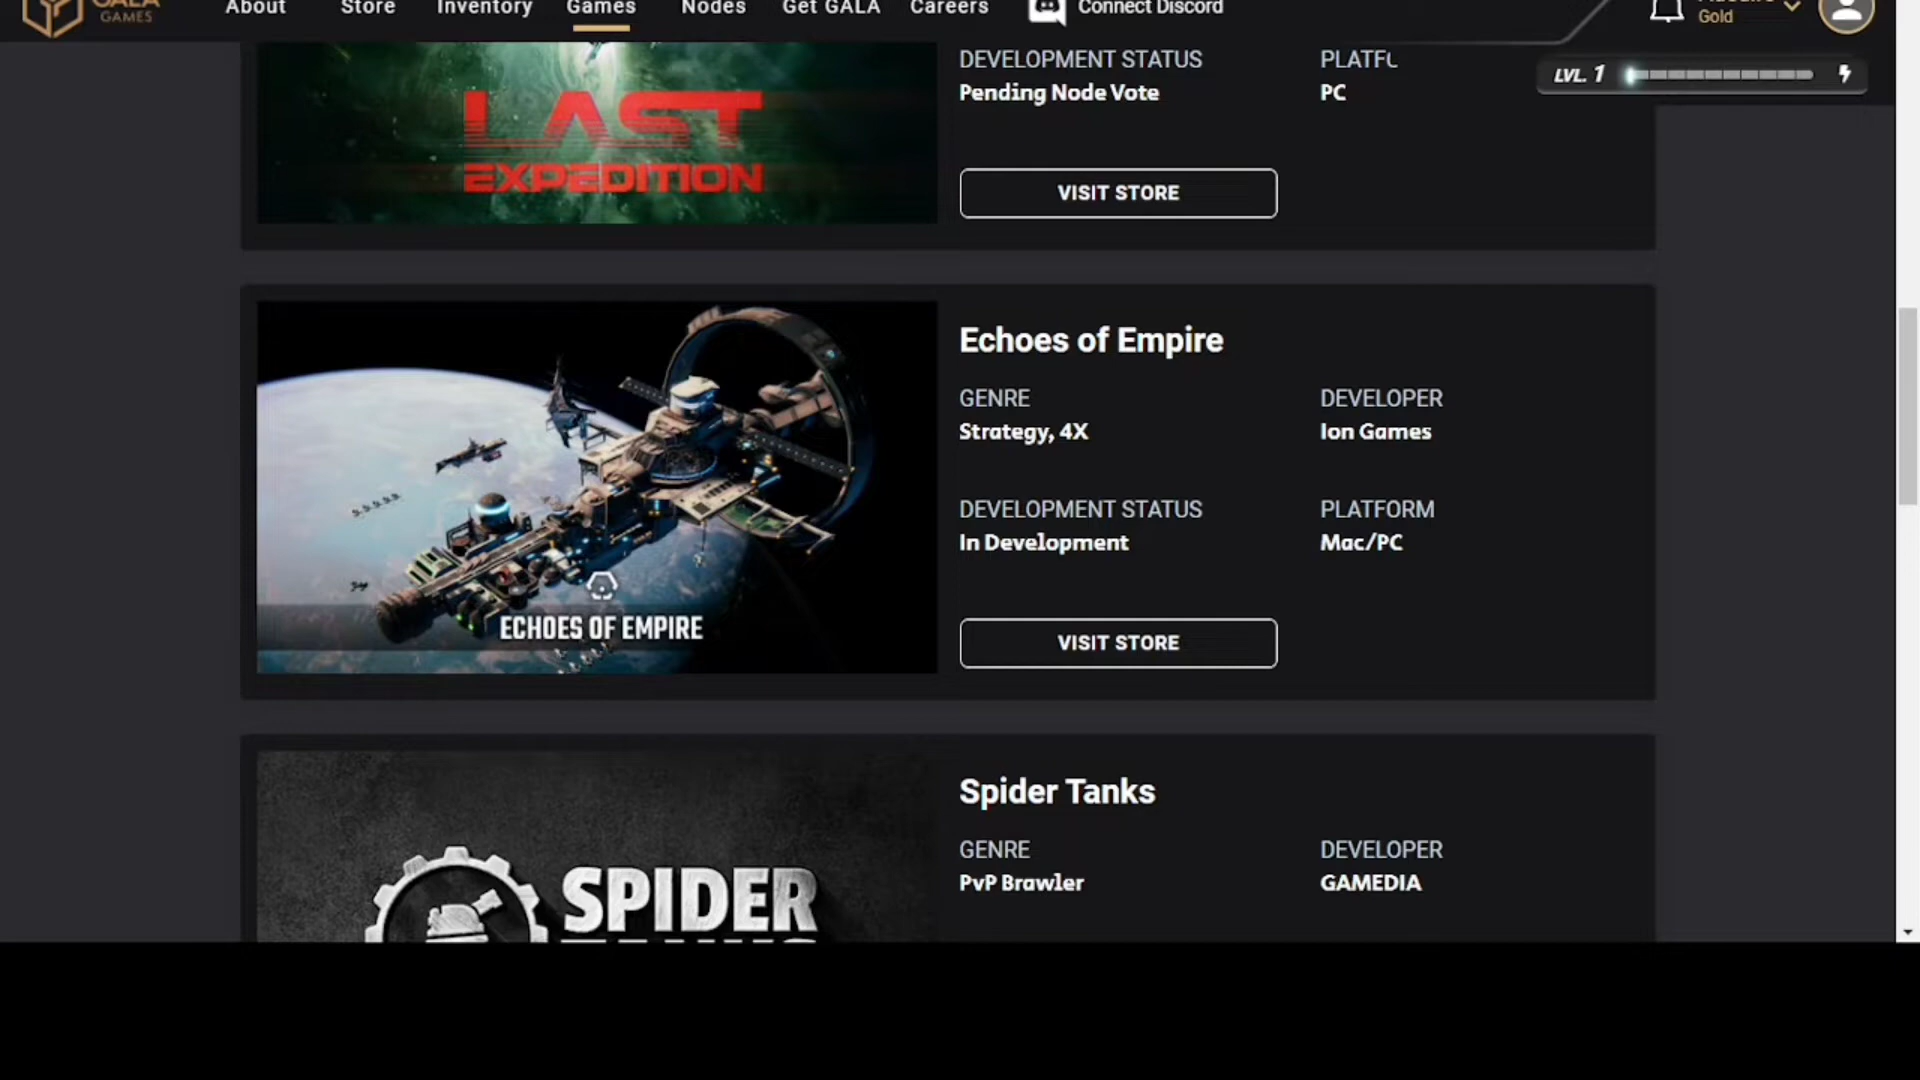 GALA
GAMES
About
Store
Inventory
Games
Nodes
Get GALA
Careers
Connect Discord
Gold
LVL. 1
LAST
EXPEDITION
DEVELOPMENT STATUS
Pending Node Vote
PC
VISIT STORE
ECHOES OF EMPIRE
Echoes of Empire
GENRE
Strategy, 4X
DEVELOPER
Ion Games
DEVELOPMENT STATUS
In Development
PLATFORM
Mac/PC
VISIT STORE
SPIDER
Spider Tanks
GENRE
PvP Brawler
DEVELOPER
GAMEDIA